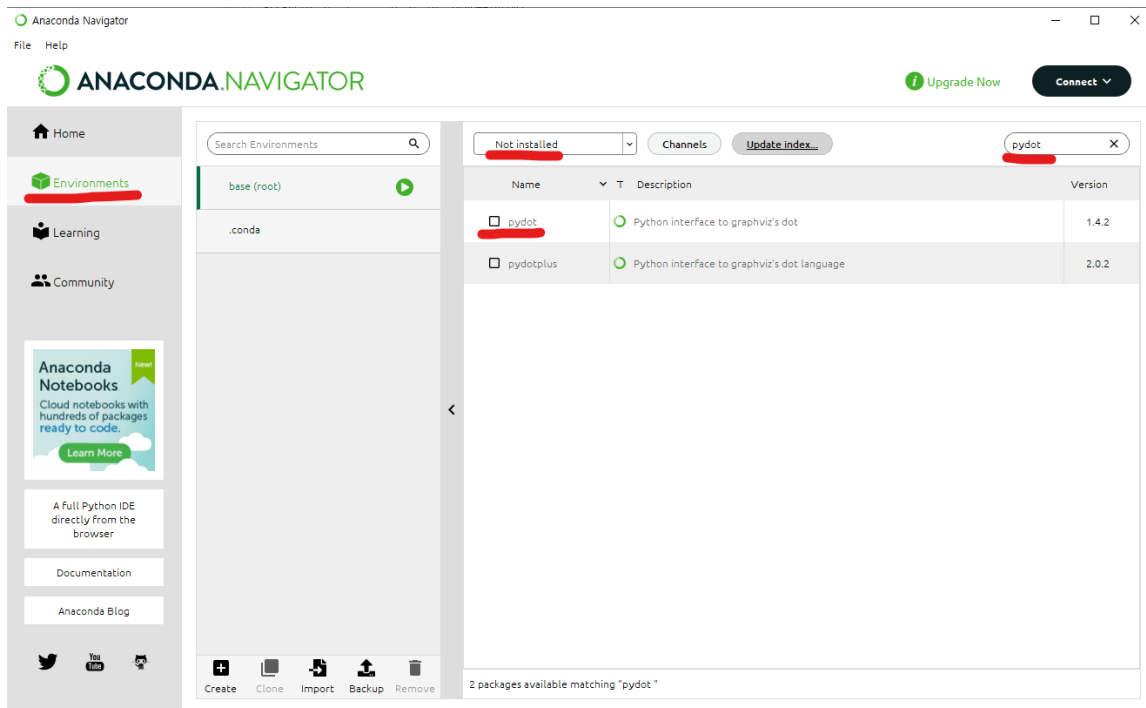 Anaconda Navigator
File Help
ANACONDA.NAVIGATOR
i Upgrade Now
Connect
Home
Environments
Learning
Community
New!
Anaconda
Notebooks
Cloud notebooks with
hundreds of packages
ready to code.
Learn More
A full Python IDE
directly from the
browser
Documentation
Anaconda Blog
You
Tube
Search Environments
base (root)
.conda
Create Clone Import Backup Remove
Not installed
Channels
Update index...
pydot
Name T Description Version
pydot Python interface to graphviz's dot 1.4.2
pydotplus Python interface to graphviz's dot language 2.0.2
2 packages available matching "pydot "